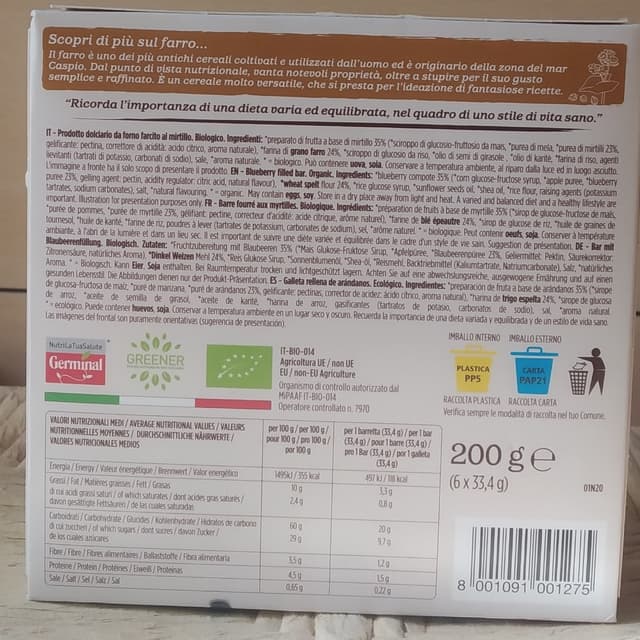 Scopri di più sul farro...
Il farro è uno dei più antichi cereali coltivati e utilizzati dall'uomo ed è originario della zona del mar
Caspio. Dal punto di vista nutrizionale, vanta notevoli proprietà, oltre a stupire per il suo gusto
semplice e raffinato. È un cereale molto versatile, che si presta per l'ideazione di fantasiose ricette.
"Ricorda l'importanza di una dieta varia ed equilibrata, nel quadro di uno stile di vita sano."
IT - Prodotto dolciario da forno farcito al mirtillo. Biologico. Ingredienti: *preparato di frutta a base di mirtillo 35% (*sciroppo di glucosio-fruttosio da mais, *purea di mela, *purea di mirtilli 23%,
gelificante: pectina, correttore di acidità: acido citrico, aroma naturale), *farina di grano farro 24%, *sciroppo di glucosio da riso, *olio di semi di girasole, *olio di karité, *farina di riso, agenti
lievitanti (tartrati di potassio, carbonati di sodio), sale, *aroma naturale. * = biologico. Può contenere uova, soia. Conservare a temperatura ambiente, al riparo dalla luce ed in luogo asciutto.
L'immagine a fronte ha il solo scopo di presentare il prodotto. EN - Blueberry filled bar. Organic. Ingredients: *blueberry compote 35% (*corn glucose-fructose syrup, *apple puree, *blueberry
puree 23%, gelling agent: pectin, acidity regulator: citric acid, natural flavour), *wheat spelt flour 24%, *rice glucose syrup, *sunflower seeds oil, *shea oil, *rice flour, raising agents (potassium
tartrates, sodium carbonates), salt, *natural flavouring. * = organic. May contain eggs, soy. Store in a dry place away from light and heat. A varied and balanced diet and a healthy lifestyle are
important. Illustration for presentation purposes only. FR - Barre fourré aux myrtilles. Biologique. Ingrédients: *préparation de fruits à base de myrtille 35% (*sirop de glucose-fructose de maïs,
*purée de pommes, *purée de myrtille 23%, gélifiant: pectine, correcteur d'acidité: acide citrique, arôme naturel), *farine de blé épeautre 24%, *sirop de glucose de riz, *huile de graines de
tournesol, *huile de karité, *farine de riz, poudres à lever (tartrates de potassium, carbonates de sodium), sel, *arôme naturel. * = biologique. Peut contenir oeufs, soja. Conserver à température
ambiante, à l'abri de la lumière et dans un lieu sec. Il est important de suivre une diète variée et équilibrée dans le cadre d'un style de vie sain. Suggestion de présentation. DE - Bar mit
Blaubeerenfüllung. Biologisch. Zutaten: *Fruchtzubereitung mit Blaubeeren 35% (*Mais Glukose-Fruktose Sirup, *Apfelpüree, *Blaubeerenpüree 23%, Geliermittel: Pektin, Säurekorrektor:
Zitronensäure, natürliches Aroma), *Dinkel Weizen Mehl 24%, *Reis Glukose Sirup, *Sonnenblumenöl, *Shea-öl, *Reismehl, Backtriebmittel (Kaliumtartrate, Natriumcarbonate), Salz, *natürliches
Aroma. * = Biologisch. Kann Eier, Soja enthalten. Bei Raumtemperatur trocken und lichtgeschützt lagern. Achten Sie auf eine abwechslungsreiche, ausgewogene Ernährung und auf einen
gesunden Lebensstil. Die Abbildungen dienen nur der Produkt-Präsentation. ES - Galleta rellena de arándanos. Ecológico. Ingredientes: *preparación de fruta a base de arándanos 35% (*sirope
de glucosa-fructosa de maíz, *puré de manzana, *puré de arándanos 23%, gelificante: pectinas, corrector de acidez: ácido cítrico, aroma natural), *harina de trigo espelta 24%, *sirope de glucosa
de arroz, *aceite de semilla de girasol, *aceite de karité, *harina de arroz, gasificantes (tartratos de potasio, carbonatos de sodio), sal, *aroma natural.
* = ecológico. Puede contener huevos, soja. Conservar a temperatura ambiente en un lugar seco y oscuro. Recuerda la importancia de una dieta variada y equilibrada y de un estilo de vida sano.
Las imágenes del frontal son puramente orientativas (sugerencia de presentación).
NutriLaTuaSalute
Germinal
GREENER
IT-BIO-014
Agricoltura UE / non UE
EU / non-EU Agriculture
Organismo di controllo autorizzato dal
MiPAAF IT-BIO-014
Operatore controllato n. 7970
IMBALLO INTERNO IMBALLO ESTERNO
PLASTICA
PP5
CARTA
PAP21
RACCOLTA PLASTICA RACCOLTA CARTA
Verifica sempre le modalità di raccolta nel tuo Comune.
VALORI NUTRIZIONALI MEDI / AVERAGE NUTRITIONAL VALUES / VALEURS
NUTRITIONNELLES MOYENNES / DURCHSCHNITTLICHE NÄHRWERTE /
VALORES NUTRICIONALES MEDIOS
per 100 g / per 100 g /
pour 100 g / pro 100 g /
por 100 g
per 1 barretta (33,4 g) / per 1 bar
(33,4 g) / pour 1 barre (33,4 g) /
pro 1 Bar (33,4 g) / por 1 galleta
(33,4 g)
Energia / Energy / Valeur énergétique / Brennwert / Valor energético 1495kJ / 355 kcal 497 kJ / 118 kcal
Grassi / Fat / Matières grasses / Fett / Grasas 10 g 3,3 g
di cui acidi grassi saturi / of which saturates / dont acides gras saturés / 2,4 g 0,8 g
davon gesättigte Fettsäuren / de las cuales saturadas
Carboidrati / Carbohydrate / Glucides / Kohlenhydrate / Hidratos de carbono 60 g 20 g
di cui zuccheri / of which sugars / dont sucres / davon Zucker / 29 g 9,7 g
de los cuales azúcares
Fibre / Fibre / Fibres alimentaires / Ballaststoffe / Fibra alimentaria 3,5 g 1,2 g
Proteine / Protein / Protéines / Eiweiß / Proteínas 4,5 g 1,5 g
Sale / Salt / Sel / Salz / Sal 0,65 g 0,22 g
200 g e
(6 x 33,4 g)
01N20
8 001091 001275